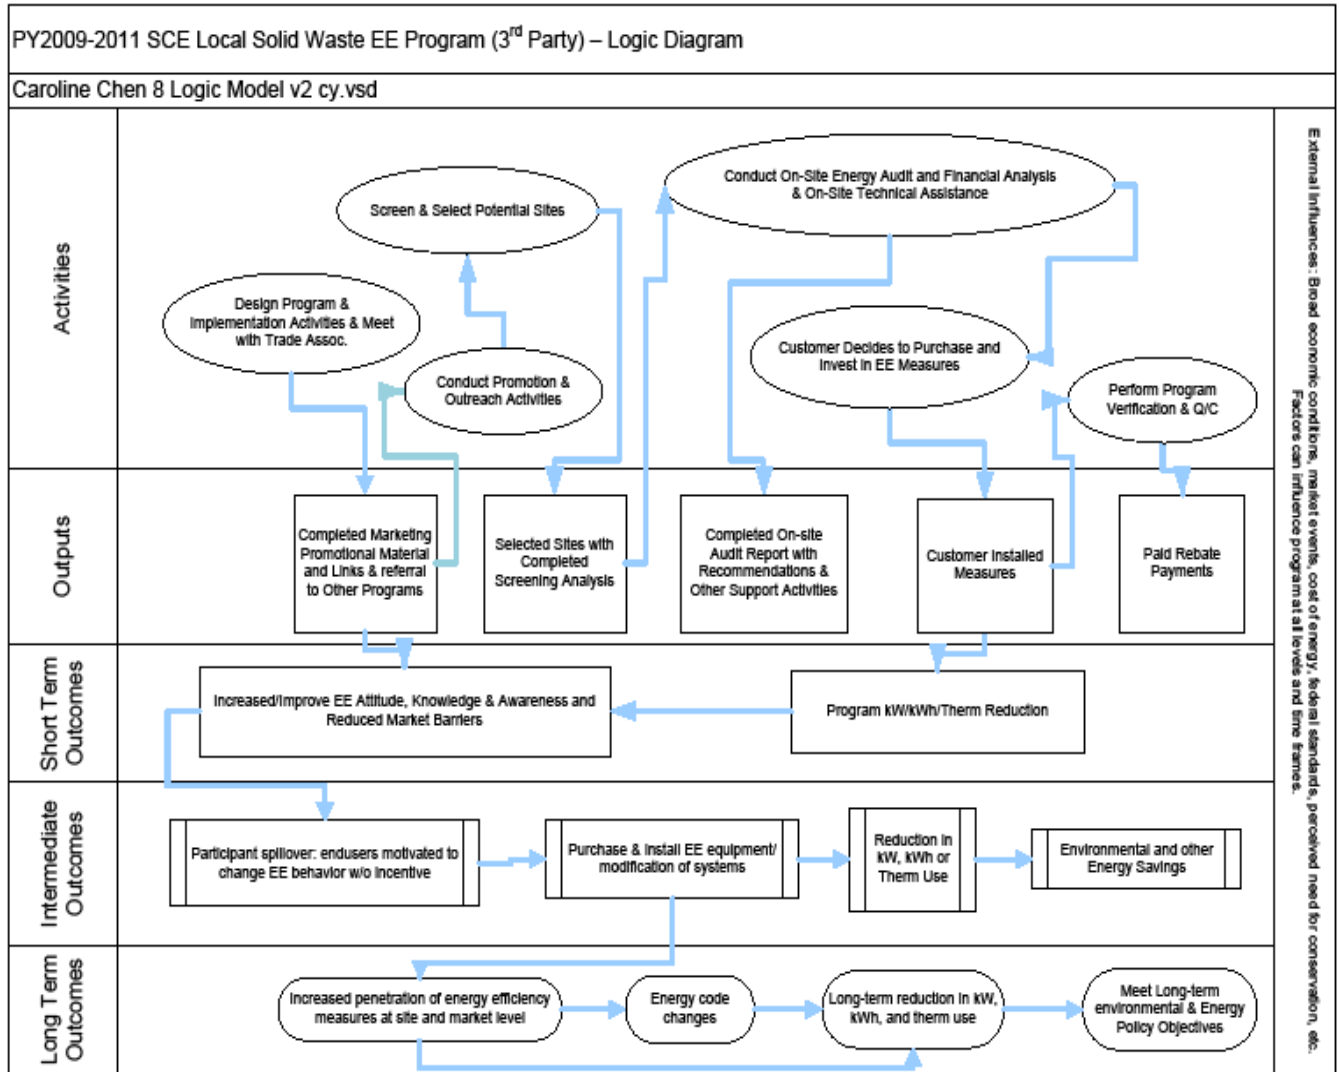 PY2009-2011 SCE Local Solid Waste EE Program (3rd Party) – Logic Diagram
Caroline Chen 8 Logic Model v2 cy.vsd
Activities
Conduct On-Site Energy Audit and Financial Analysis
& On-Site Technical Assistance
Screen & Select Potential Sites
Design Program &
Implementation Activities & Meet
with Trade Assoc.
Conduct Promotion &
Outreach Activities
Customer Decides to Purchase and
Invest in EE Measures
Perform Program
Verification & Q/C
Outputs
Completed Marketing
Promotional Material
and Links & referral
to Other Programs
Selected Sites with
Completed
Screening Analysis
Completed On-site
Audit Report with
Recommendations &
Other Support Activities
Customer Installed
Measures
Paid Rebate
Payments
Short Term
Outcomes
Increased/Improve EE Attitude, Knowledge & Awareness and
Reduced Market Barriers
Program kW/kWh/Therm Reduction
Intermediate
Outcomes
Participant spillover: endusers motivated to
change EE behavior w/o incentive
Purchase & install EE equipment/
modification of systems
Reduction in
kW, kWh or
Therm Use
Environmental and other
Energy Savings
Long Term
Outcomes
Increased penetration of energy efficiency
measures at site and market level
Energy code
changes
Long-term reduction in kW,
kWh, and therm use
Meet Long-term
environmental & Energy
Policy Objectives
External Influences: Broad economic conditions, market events, cost of energy, federal standards, perceived need for conservation, etc.
Factors can influence program at all levels and time frames.